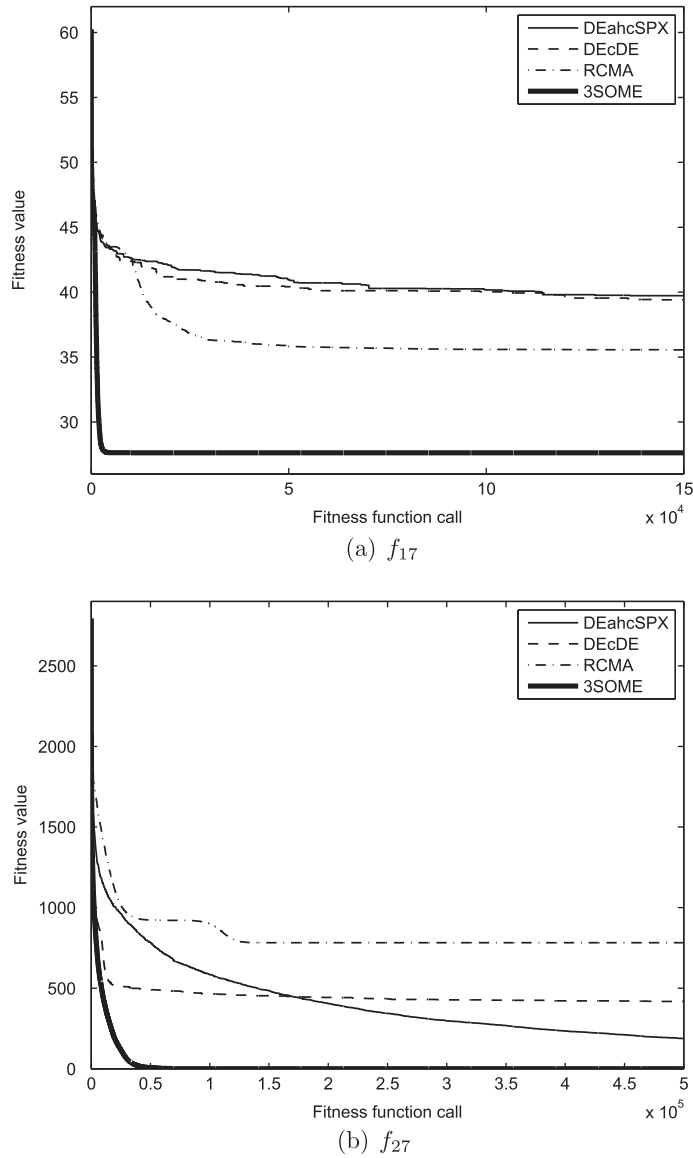 60
55
50
45
40
35
30
Fitness value
DEahcSPX
DEcDE
RCMA
3SOME
0 5 10 15
Fitness function call
x 10^4
(a) f_17
2500
2000
1500
1000
500
0
Fitness value
DEahcSPX
DEcDE
RCMA
3SOME
0 0.5 1 1.5 2 2.5 3 3.5 4 4.5 5
Fitness function call
x 10^5
(b) f_27